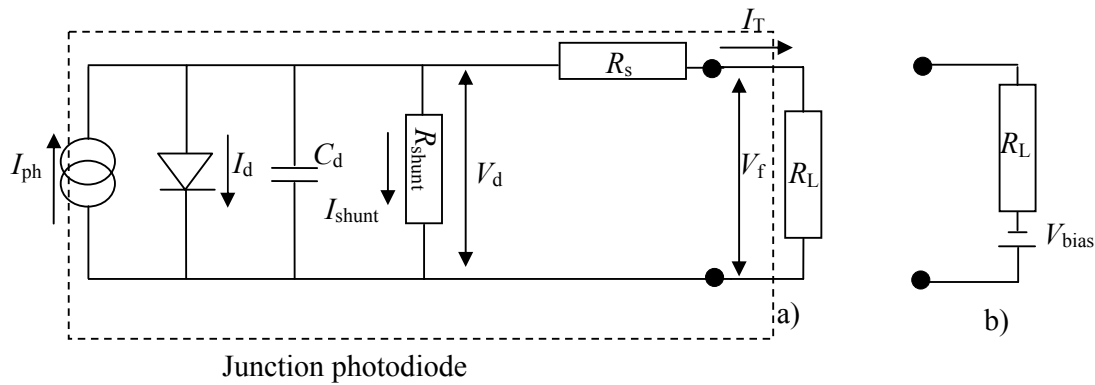 I_T
R_s
I_ph
I_d
C_d
R_shunt
I_shunt
V_d
V_f
R_L
R_L
V_bias
a)
b)
Junction photodiode